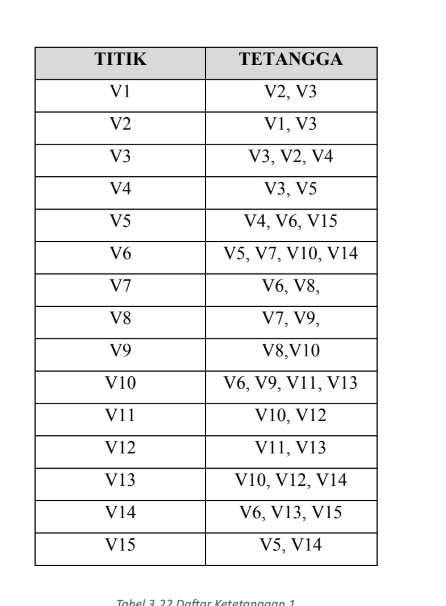 TITIK TETANGGA
V1 V2, V3
V2 V1, V3
V3 V3, V2, V4
V4 V3, V5
V5 V4, V6, V15
V6 V5, V7, V10, V14
V7 V6, V8,
V8 V7, V9,
V9 V8,V10
V10 V6, V9, V11, V13
V11 V10, V12
V12 V11, V13
V13 V10, V12, V14
V14 V6, V13, V15
V15 V5, V14
Tabel 3.22 Daftar Ketetanggaan 1